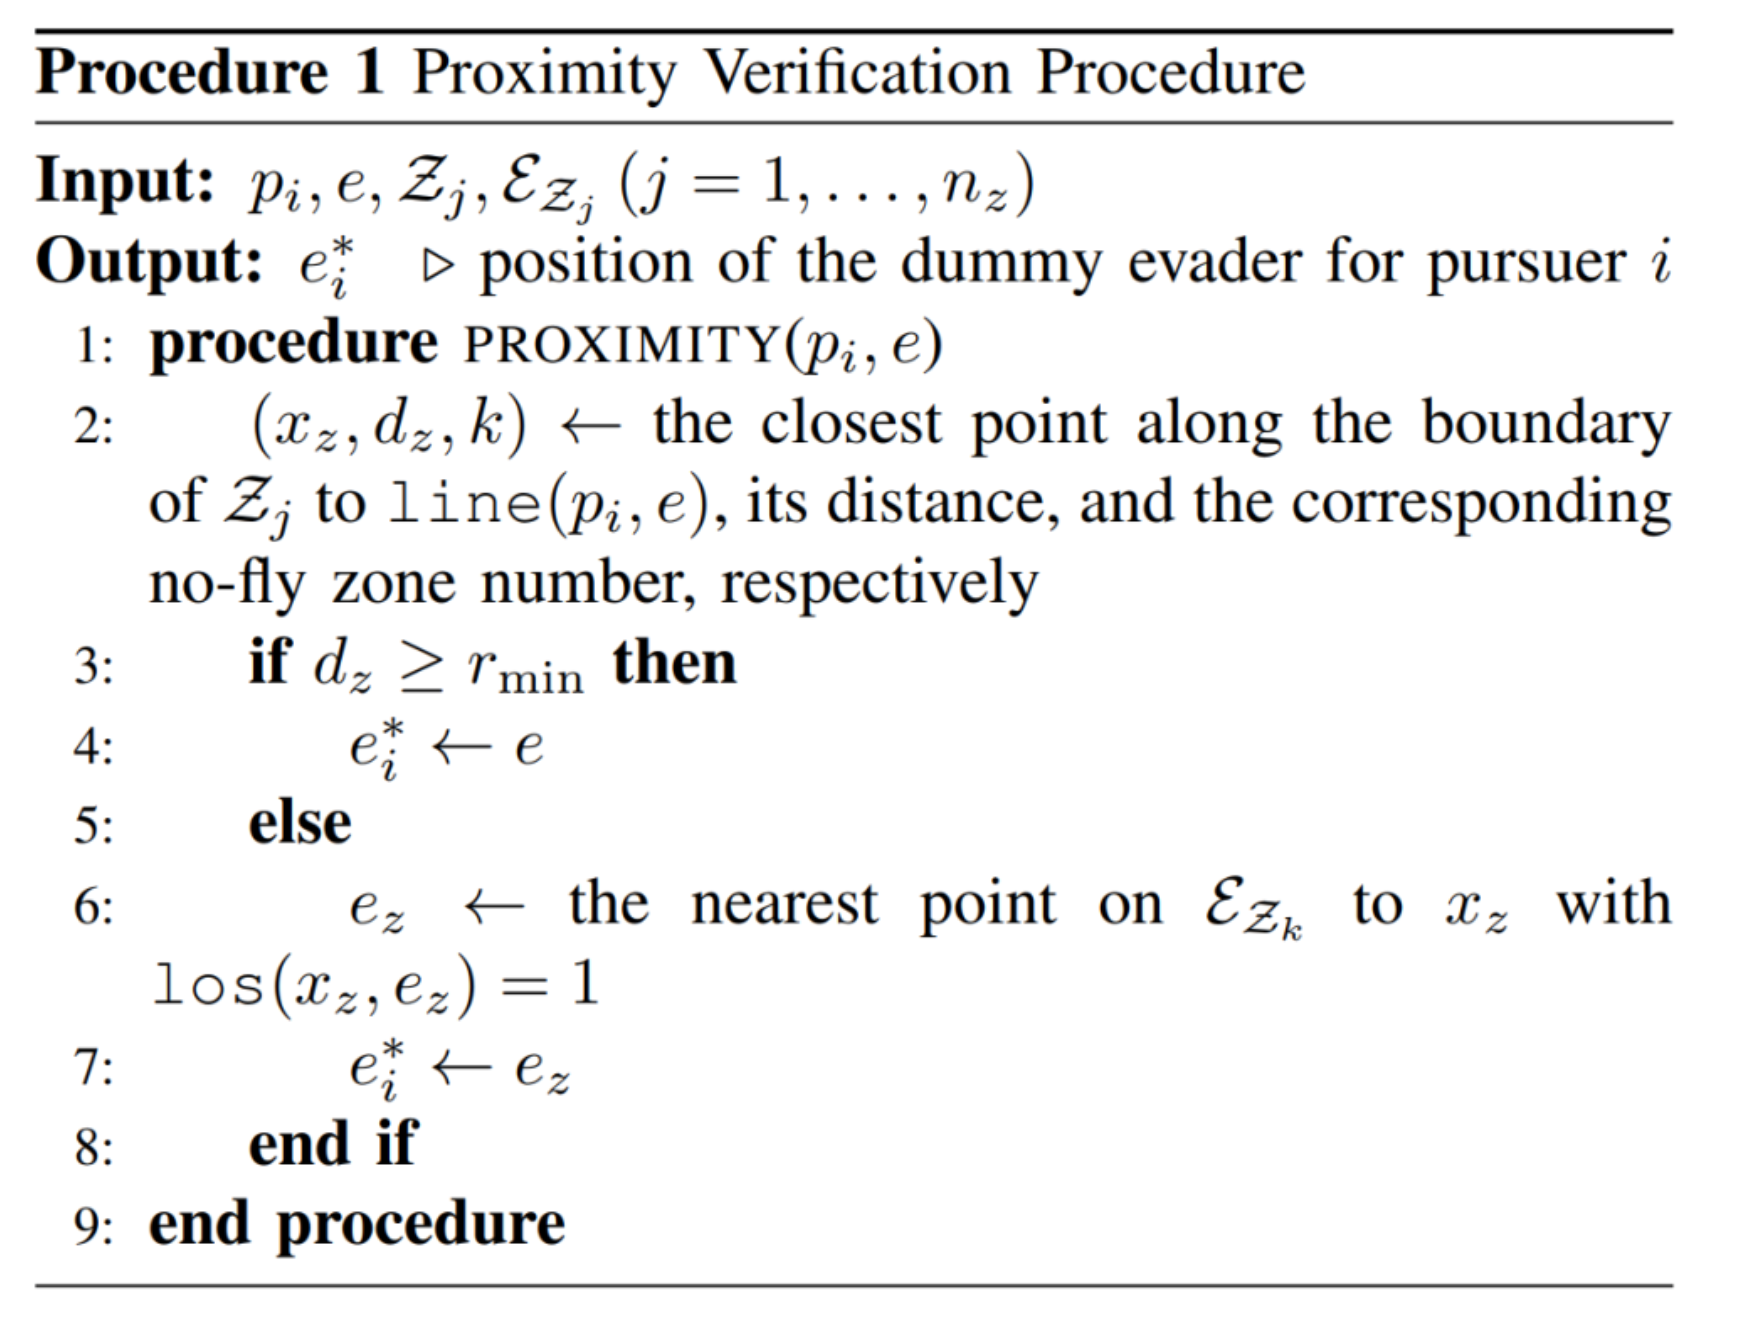 Procedure 1 Proximity Verification Procedure
Input: $p_i, e, \mathcal{Z}_j, \mathcal{E}_{\mathcal{Z}_j}$ $(j = 1, \ldots, n_z)$
Output: $e_i^*$ ▷ position of the dummy evader for pursuer $i$
1: procedure PROXIMITY($p_i, e$)
2: $(x_z, d_z, k)$ ← the closest point along the boundary
of $\mathcal{Z}_j$ to line($p_i, e$), its distance, and the corresponding
no-fly zone number, respectively
3: if $d_z \geq r_{\min}$ then
4: $e_i^* \leftarrow e$
5: else
6: $e_z$ ← the nearest point on $\mathcal{E}_{\mathcal{Z}_k}$ to $x_z$ with
los($x_z, e_z$) = 1
7: $e_i^* \leftarrow e_z$
8: end if
9: end procedure